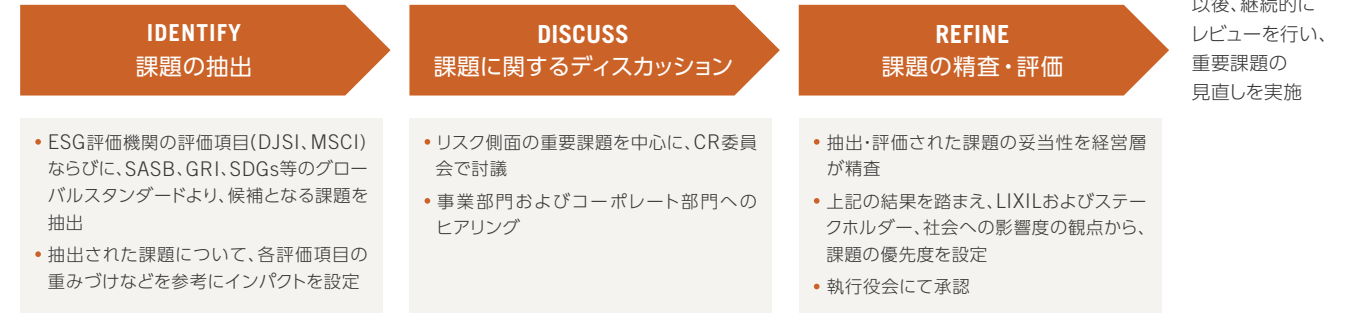 IDENTIFY
課題の抽出
• ESG評価機関の評価項目(DJSI、MSCI)
ならびに、SASB、GRI、SDGs等のグロー
バルスタンダードより、候補となる課題を
抽出
• 抽出された課題について、各評価項目の
重みづけなどを参考にインパクトを設定
DISCUSS
課題に関するディスカッション
• リスク側面の重要課題を中心に、CR委員
会で討議
• 事業部門およびコーポレート部門への
ヒアリング
REFINE
課題の精査・評価
• 抽出・評価された課題の妥当性を経営層
が精査
• 上記の結果を踏まえ、LIXILおよびステー
クホルダー、社会への影響度の観点から、
課題の優先度を設定
• 執行役会にて承認
以後、継続的に
レビューを行い、
重要課題の
見直しを実施